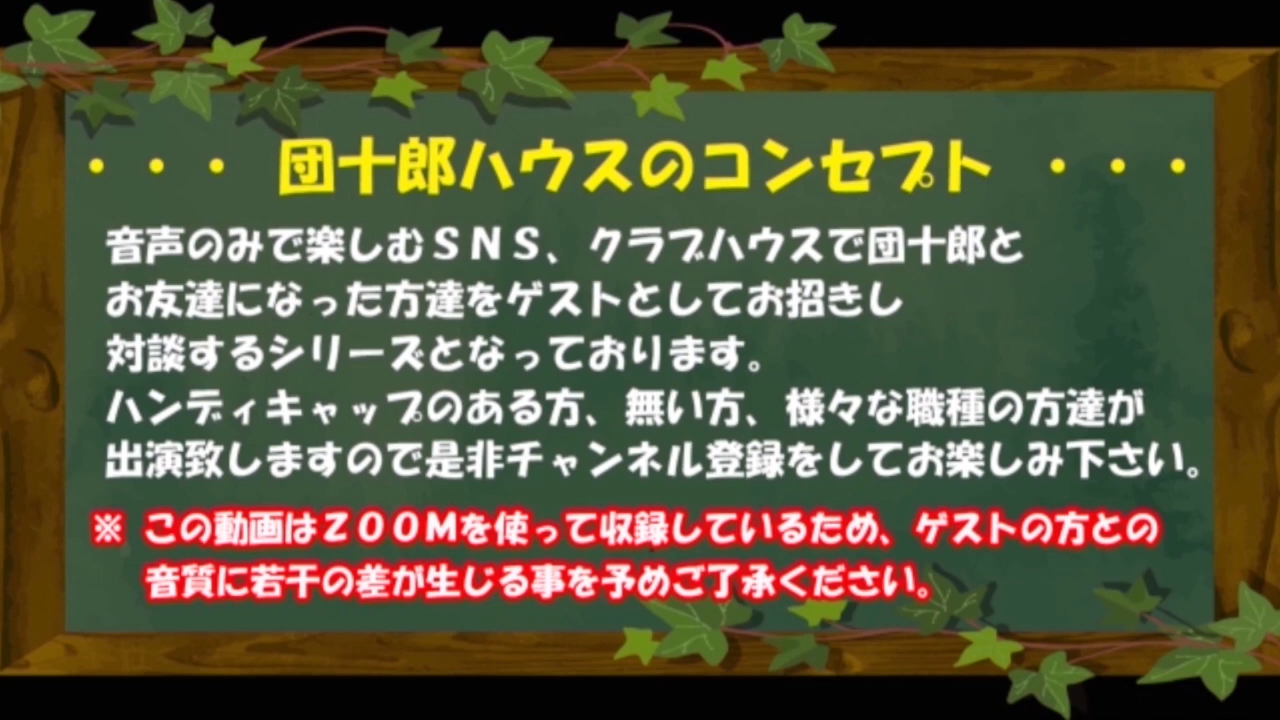 ・・・ 団十郎ハウスのコンセプト ・・・
音声のみで楽しむＳＮＳ、クラブハウスで団十郎と
お友達になった方達をゲストとしてお招きし
対談するシリーズとなっております。
ハンディキャップのある方、無い方、様々な職種の方達が
出演致しますので是非チャンネル登録をしてお楽しみ下さい。
※ この動画はＺＯＯＭを使って収録しているため、ゲストの方との
音質に若干の差が生じる事を予めご了承ください。